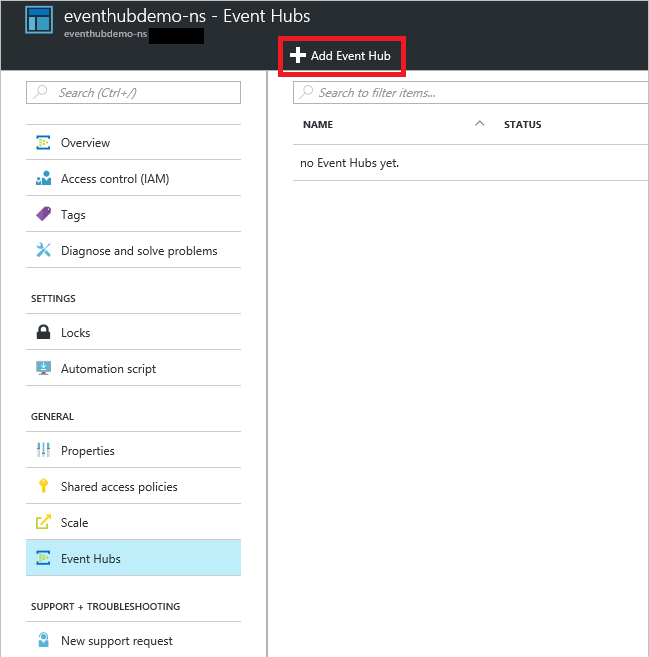 eventhubdemo-ns - Event Hubs
eventhubdemo-ns
Add Event Hub
Search (Ctrl+/)
Search to filter items...
NAME STATUS
no Event Hubs yet.
Overview
Access control (IAM)
Tags
Diagnose and solve problems
SETTINGS
Locks
Automation script
GENERAL
Properties
Shared access policies
Scale
Event Hubs
SUPPORT + TROUBLESHOOTING
New support request